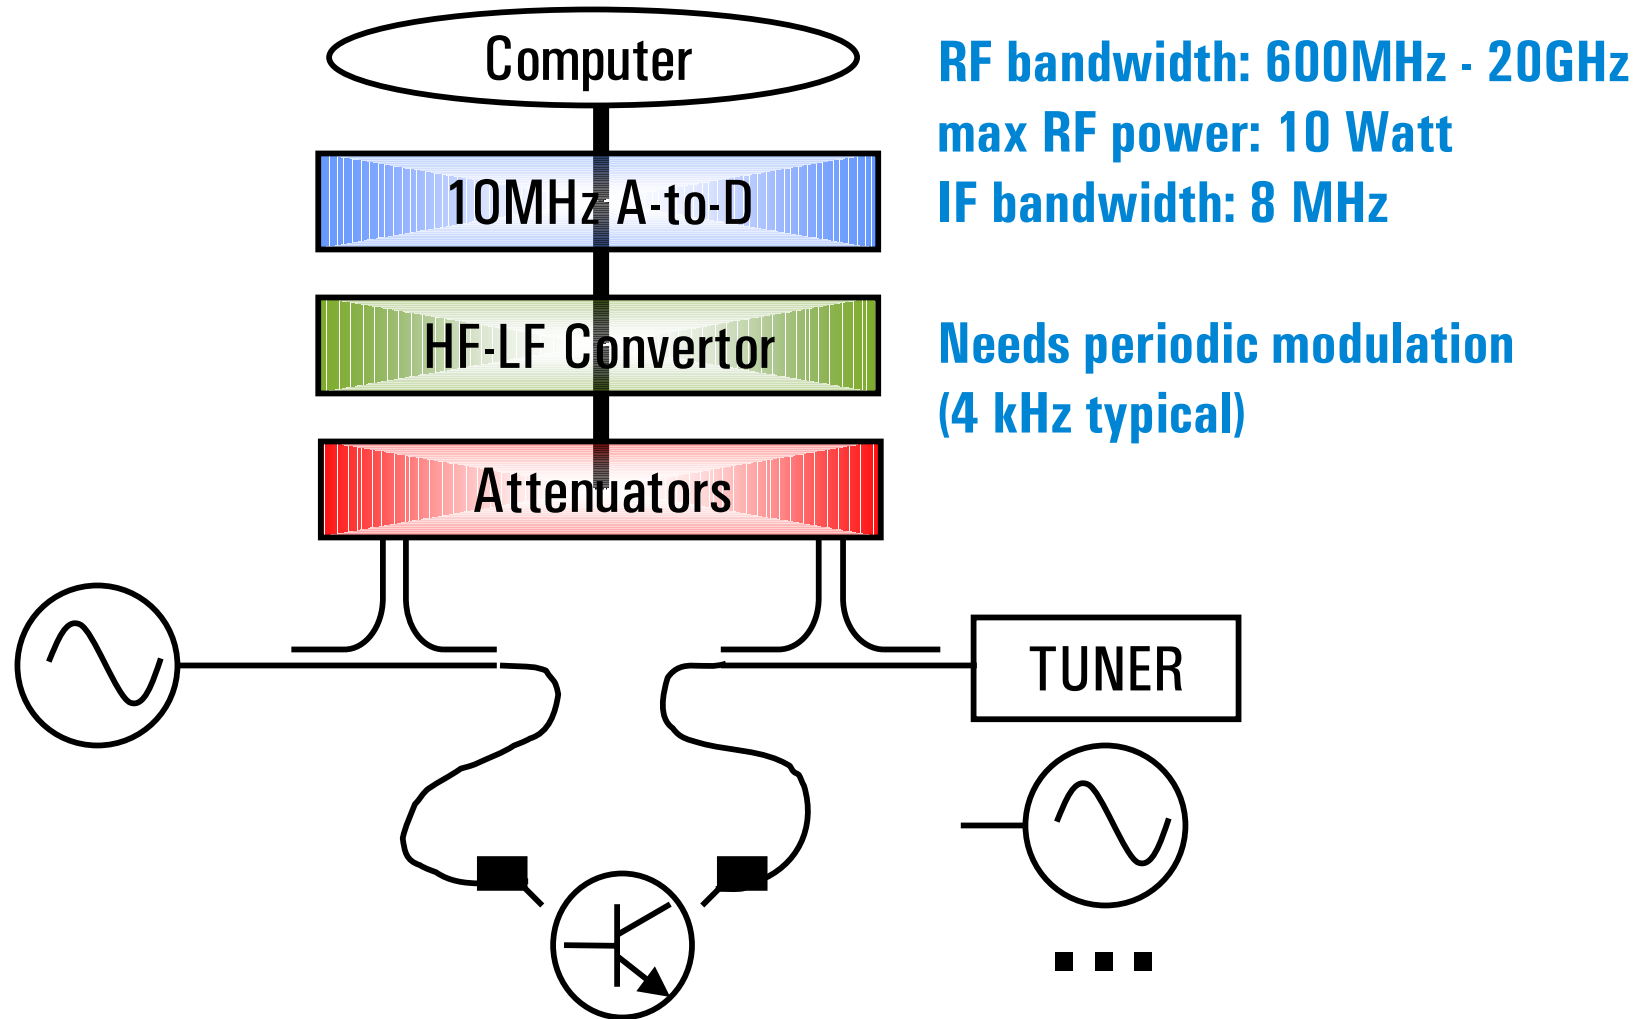 Computer
10MHz A-to-D
HF-LF Convertor
Attenuators
TUNER
RF bandwidth: 600MHz - 20GHz
max RF power: 10 Watt
IF bandwidth: 8 MHz
Needs periodic modulation
(4 kHz typical)